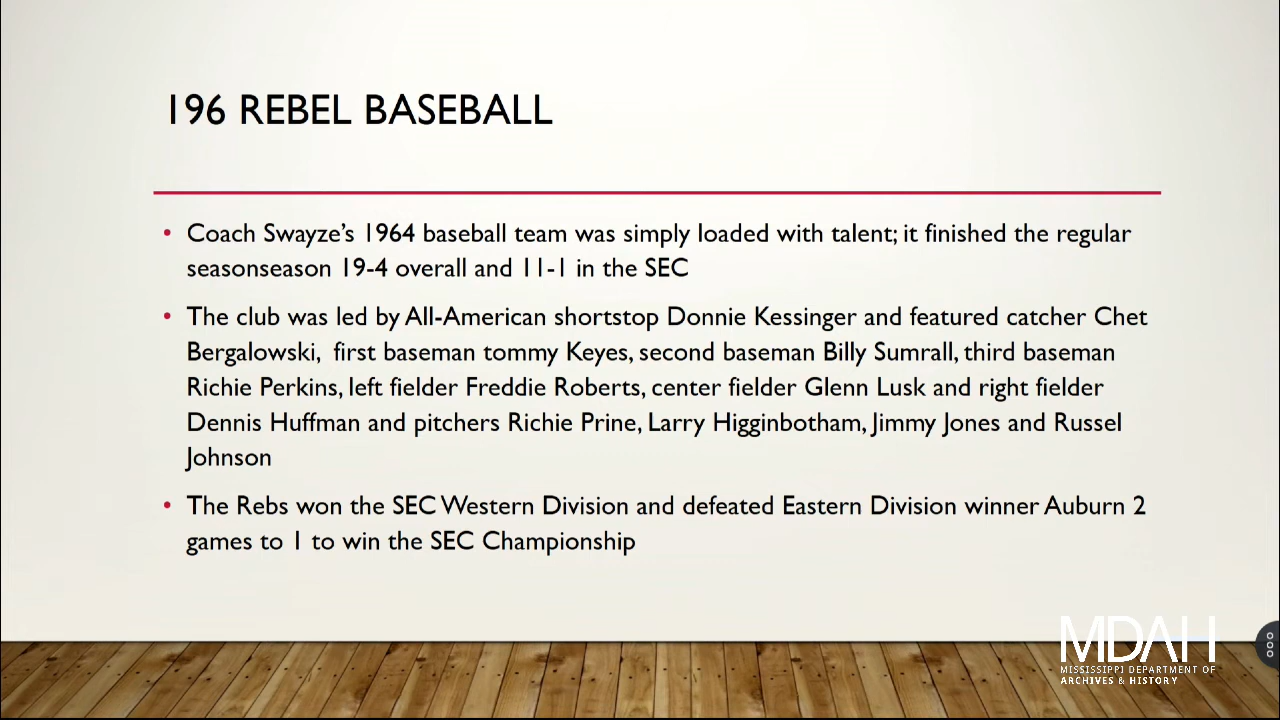 196 REBEL BASEBALL
• Coach Swayze's 1964 baseball team was simply loaded with talent; it finished the regular
seasonseason 19-4 overall and 11-1 in the SEC
• The club was led by All-American shortstop Donnie Kessinger and featured catcher Chet
Bergalowski,  first baseman tommy Keyes, second baseman Billy Sumrall, third baseman
Richie Perkins, left fielder Freddie Roberts, center fielder Glenn Lusk and right fielder
Dennis Huffman and pitchers Richie Prine, Larry Higginbotham, Jimmy Jones and Russel
Johnson
• The Rebs won the SEC Western Division and defeated Eastern Division winner Auburn 2
games to 1 to win the SEC Championship
MDAH
MISSISSIPPI DEPARTMENT OF
ARCHIVES & HISTORY